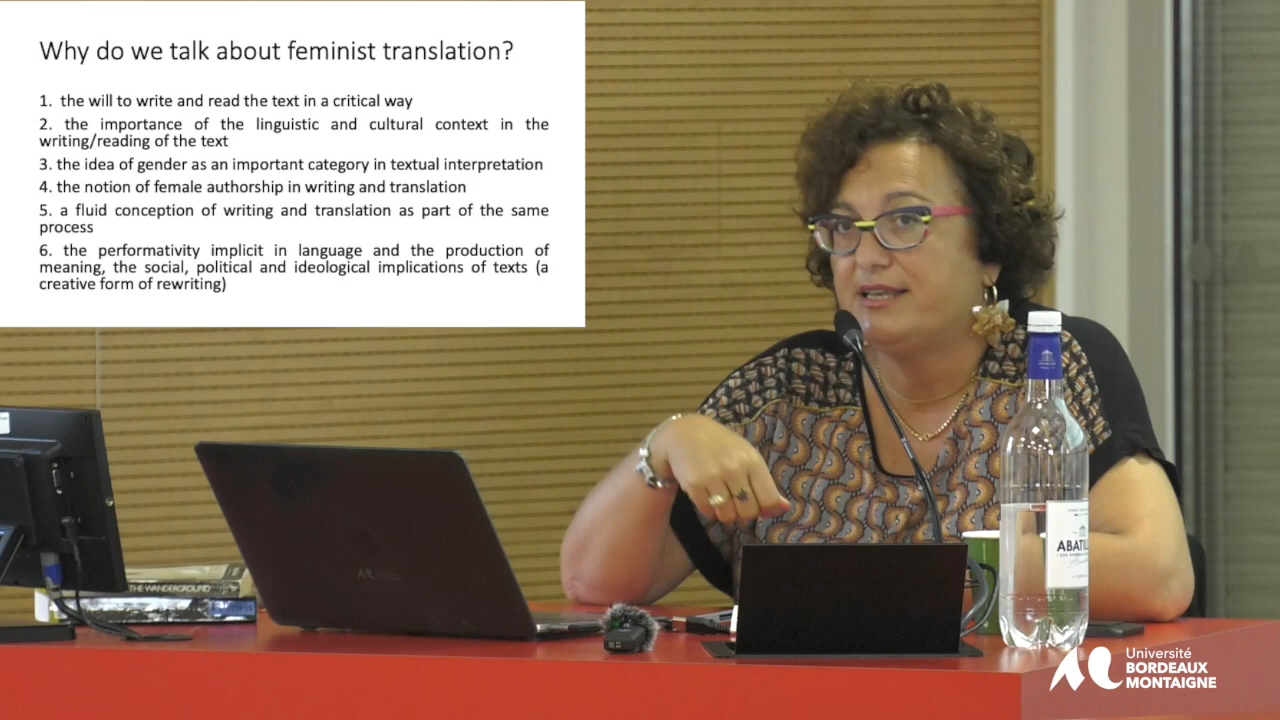 Why do we talk about feminist translation?
1. the will to write and read the text in a critical way
2. the importance of the linguistic and cultural context in the
writing/reading of the text
3. the idea of gender as an important category in textual interpretation
4. the notion of female authorship in writing and translation
5. a fluid conception of writing and translation as part of the same
process
6. the performativity implicit in language and the production of
meaning, the social, political and ideological implications of texts (a
creative form of rewriting)
THE WANDERGROUND
ABATIL
Université
BORDEAUX
MONTAIGNE